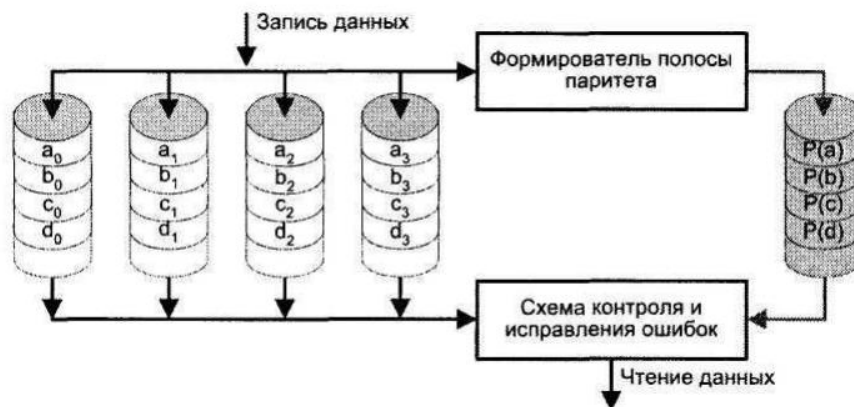 Запись данных
Формирователь полосы
паритета
a₀ a₁ a₂ a₃ P(a)
b₀ b₁ b₂ b₃ P(b)
c₀ c₁ c₂ c₃ P(c)
d₀ d₁ d₂ d₃ P(d)
Схема контроля и
исправления ошибок
Чтение данных